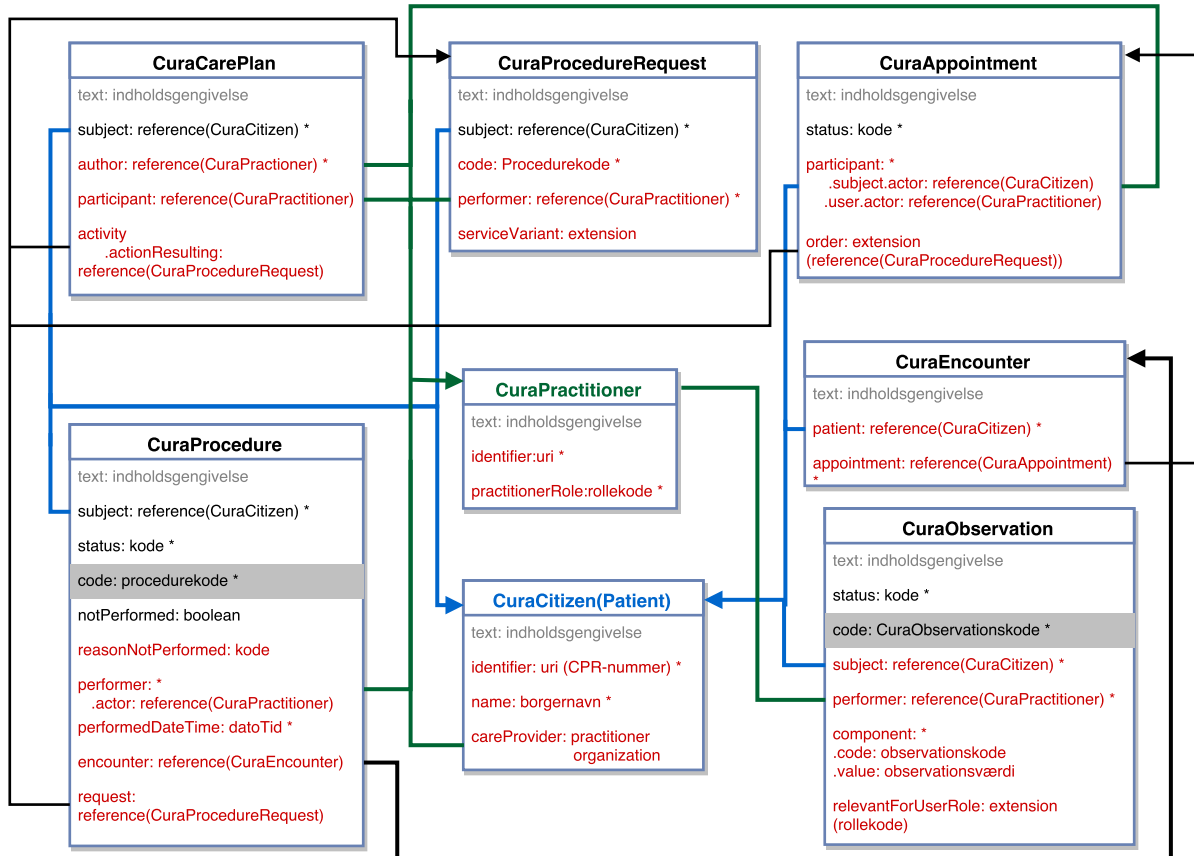 CuraCarePlan
text: indholdsgengivelse
subject: reference(CuraCitizen) *
author: reference(CuraPractioner) *
participant: reference(CuraPractitioner)
activity
.actionResulting:
reference(CuraProcedureRequest)
CuraProcedureRequest
text: indholdsgengivelse
subject: reference(CuraCitizen) *
code: Procedurekode *
performer: reference(CuraPractitioner) *
serviceVariant: extension
CuraAppointment
text: indholdsgengivelse
status: kode *
participant: *
.subject.actor: reference(CuraCitizen)
.user.actor: reference(CuraPractitioner)
order: extension
(reference(CuraProcedureRequest))
CuraPractitioner
text: indholdsgengivelse
identifier:uri *
practitionerRole:rollekode *
CuraEncounter
text: indholdsgengivelse
patient: reference(CuraCitizen) *
appointment: reference(CuraAppointment)
*
CuraProcedure
text: indholdsgengivelse
subject: reference(CuraCitizen) *
status: kode *
code: procedurekode *
notPerformed: boolean
reasonNotPerformed: kode
performer: *
.actor: reference(CuraPractitioner)
performedDateTime: datoTid *
encounter: reference(CuraEncounter)
request:
reference(CuraProcedureRequest)
CuraCitizen(Patient)
text: indholdsgengivelse
identifier: uri (CPR-nummer) *
name: borgernavn *
careProvider: practitioner
organization
CuraObservation
text: indholdsgengivelse
status: kode *
code: CuraObservationskode *
subject: reference(CuraCitizen) *
performer: reference(CuraPractitioner) *
component: *
.code: observationskode
.value: observationsværdi
relevantForUserRole: extension
(rollekode)